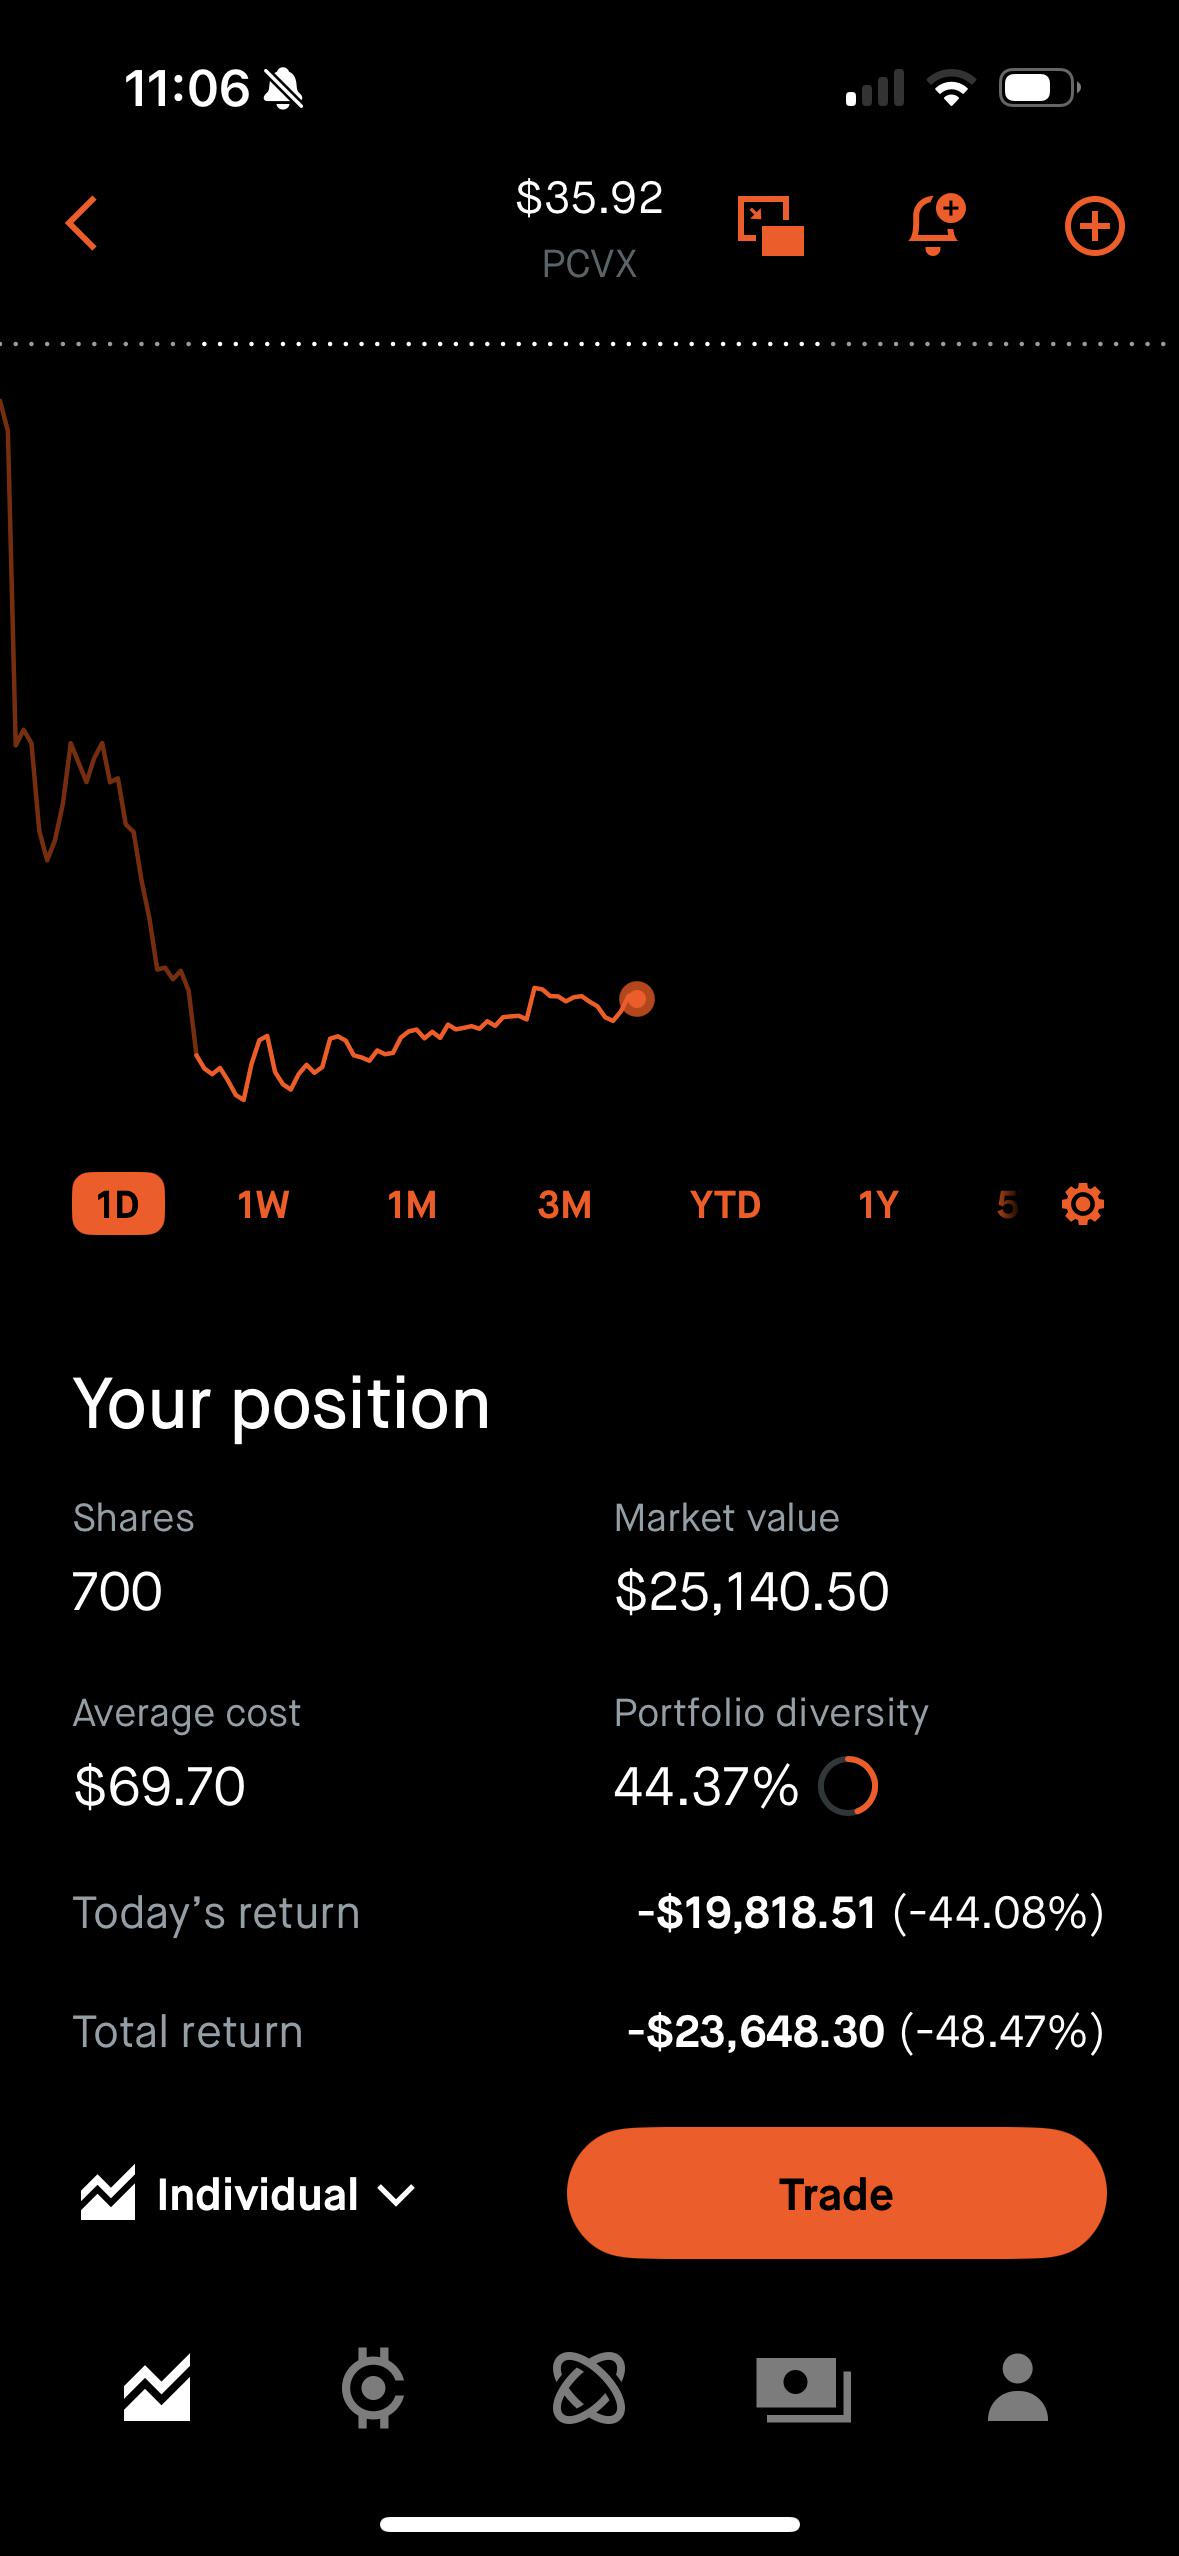 11:06
$35.92
PCVX
1D 1W 1M 3M YTD 1Y 5
Your position
Shares Market value
700 $25,140.50
Average cost Portfolio diversity
$69.70 44.37%
Today’s return -$19,818.51 (-44.08%)
Total return -$23,648.30 (-48.47%)
Individual Trade